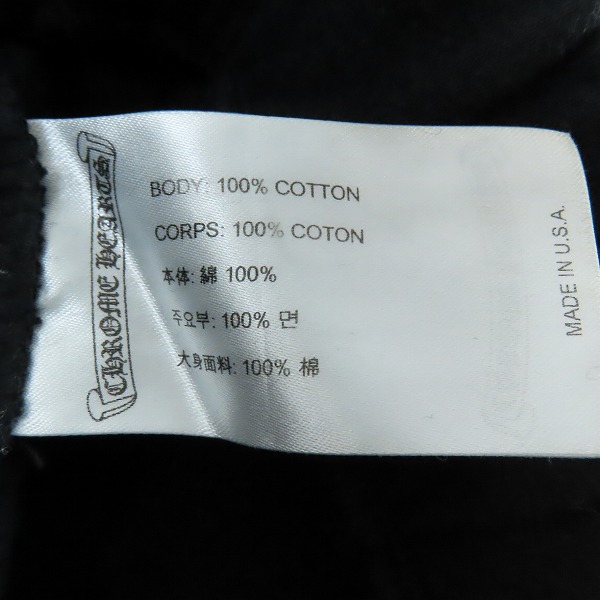 CHROME HEARTS
BODY: 100% COTTON
CORPS: 100% COTON
本体: 綿 100%
주요부: 100% 면
大身面料: 100% 棉
MADE IN U.S.A.